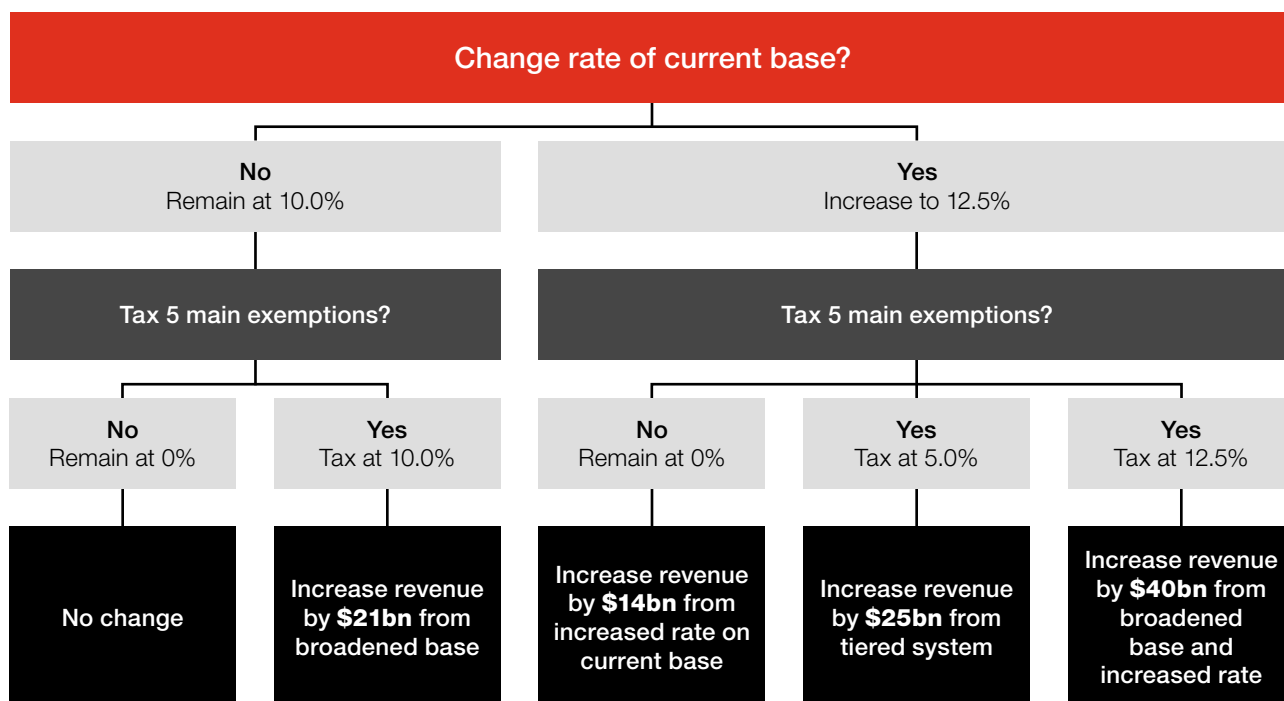 Change rate of current base?
No
Remain at 10.0%
Yes
Increase to 12.5%
Tax 5 main exemptions?
Tax 5 main exemptions?
No
Remain at 0%
Yes
Tax at 10.0%
No
Remain at 0%
Yes
Tax at 5.0%
Yes
Tax at 12.5%
No change
Increase revenue
by $21bn from
broadened base
Increase revenue
by $14bn from
increased rate on
current base
Increase revenue
by $25bn from
tiered system
Increase revenue
by $40bn from
broadened
base and
increased rate